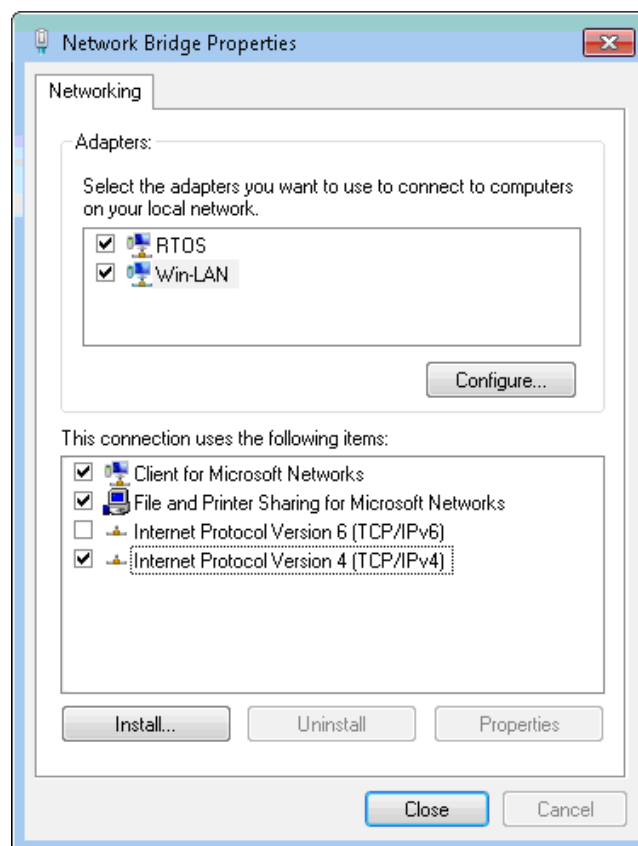 Network Bridge Properties
Networking
Adapters:
Select the adapters you want to use to connect to computers
on your local network.
RTOS
Win-LAN
Configure...
This connection uses the following items:
Client for Microsoft Networks
File and Printer Sharing for Microsoft Networks
Internet Protocol Version 6 (TCP/IPv6)
Internet Protocol Version 4 (TCP/IPv4)
Install...
Uninstall
Properties
Close
Cancel